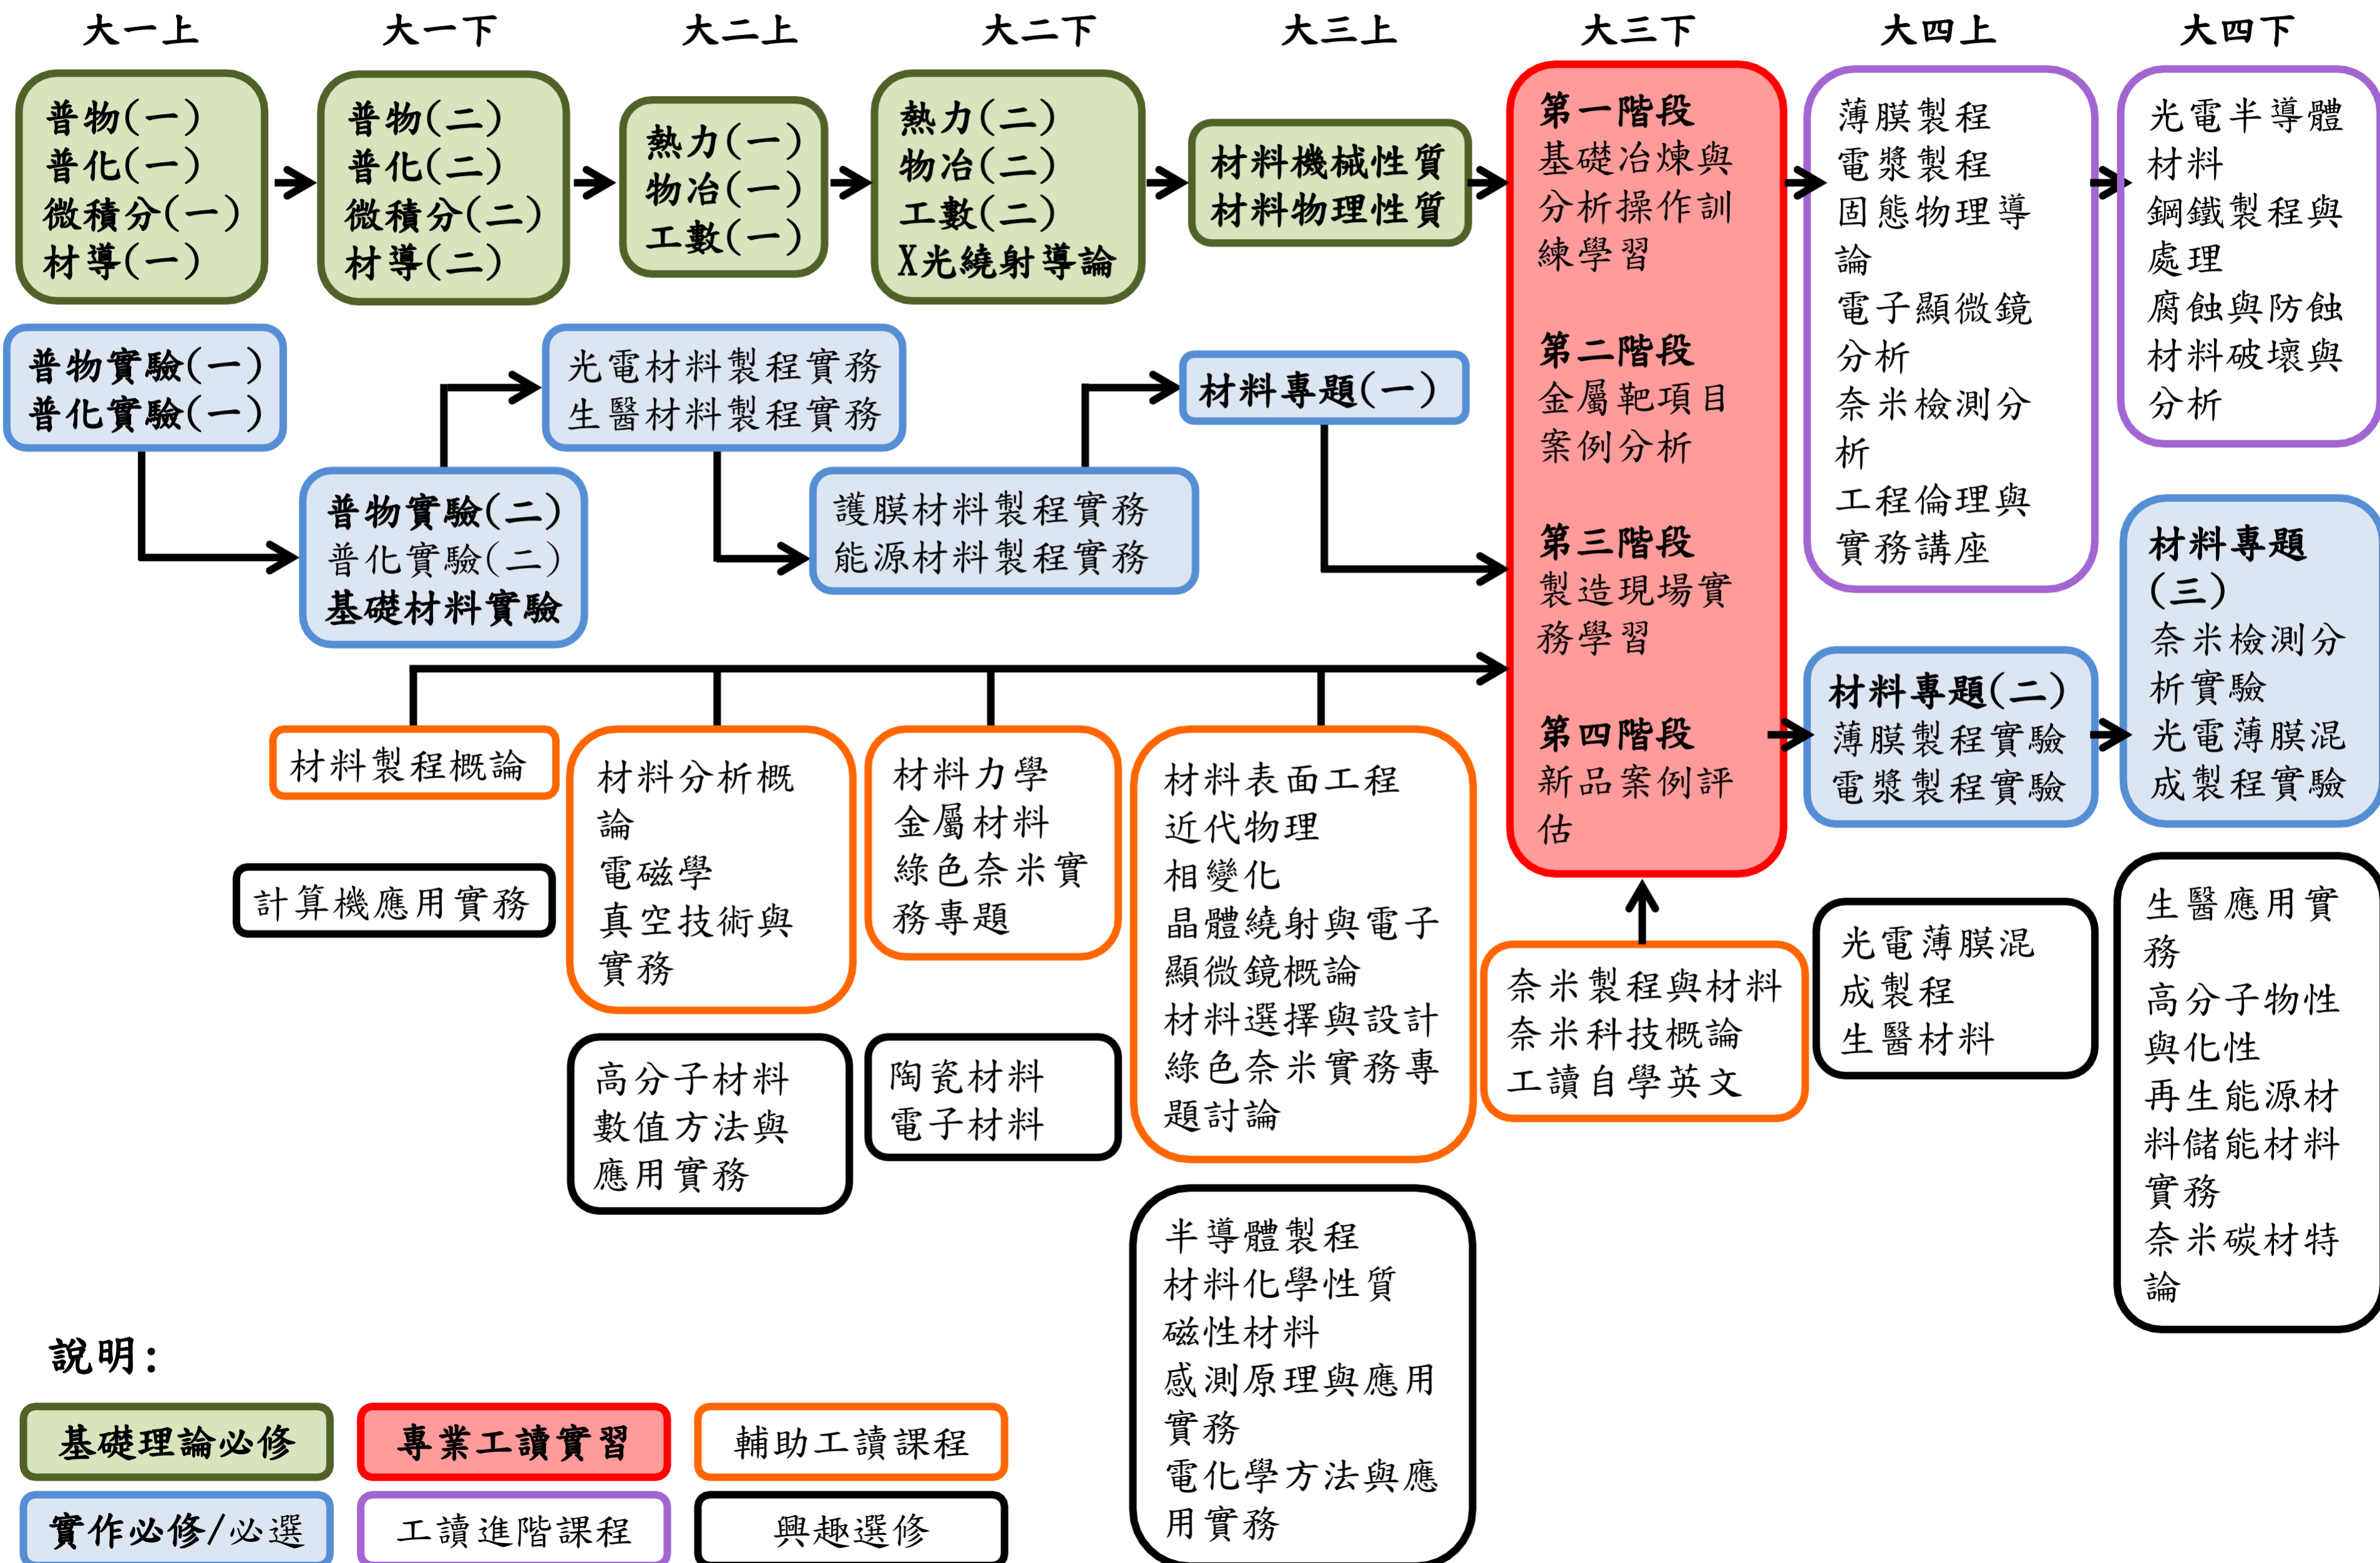 大一上
大一下
大二上
大二下
大三上
大三下
大四上
大四下
普物(一)
普化(一)
微積分(一)
材導(一)
普物(二)
普化(二)
微積分(二)
材導(二)
熱力(一)
物冶(一)
工數(一)
熱力(二)
物冶(二)
工數(二)
X光繞射導論
材料機械性質
材料物理性質
第一階段
基礎冶煉與
分析操作訓
練學習
第二階段
金屬靶項目
案例分析
第三階段
製造現場實
務學習
第四階段
新品案例評
估
薄膜製程
電漿製程
固態物理導
論
電子顯微鏡
分析
奈米檢測分
析
工程倫理與
實務講座
光電半導體
材料
鋼鐵製程與
處理
腐蝕與防蝕
材料破壞與
分析
普物實驗(一)
普化實驗(一)
普物實驗(二)
普化實驗(二)
基礎材料實驗
光電材料製程實務
生醫材料製程實務
護膜材料製程實務
能源材料製程實務
材料專題(一)
材料專題(二)
薄膜製程實驗
電漿製程實驗
材料專題
(三)
奈米檢測分
析實驗
光電薄膜混
成製程實驗
材料製程概論
計算機應用實務
材料分析概
論
電磁學
真空技術與
實務
高分子材料
數值方法與
應用實務
材料力學
金屬材料
綠色奈米實
務專題
陶瓷材料
電子材料
材料表面工程
近代物理
相變化
晶體繞射與電子
顯微鏡概論
材料選擇與設計
綠色奈米實務專
題討論
半導體製程
材料化學性質
磁性材料
感測原理與應用
實務
電化學方法與應
用實務
奈米製程與材料
奈米科技概論
工讀自學英文
光電薄膜混
成製程
生醫材料
生醫應用實
務
高分子物性
與化性
再生能源材
料儲能材料
實務
奈米碳材特
論
說明:
基礎理論必修
專業工讀實習
輔助工讀課程
實作必修/必選
工讀進階課程
興趣選修